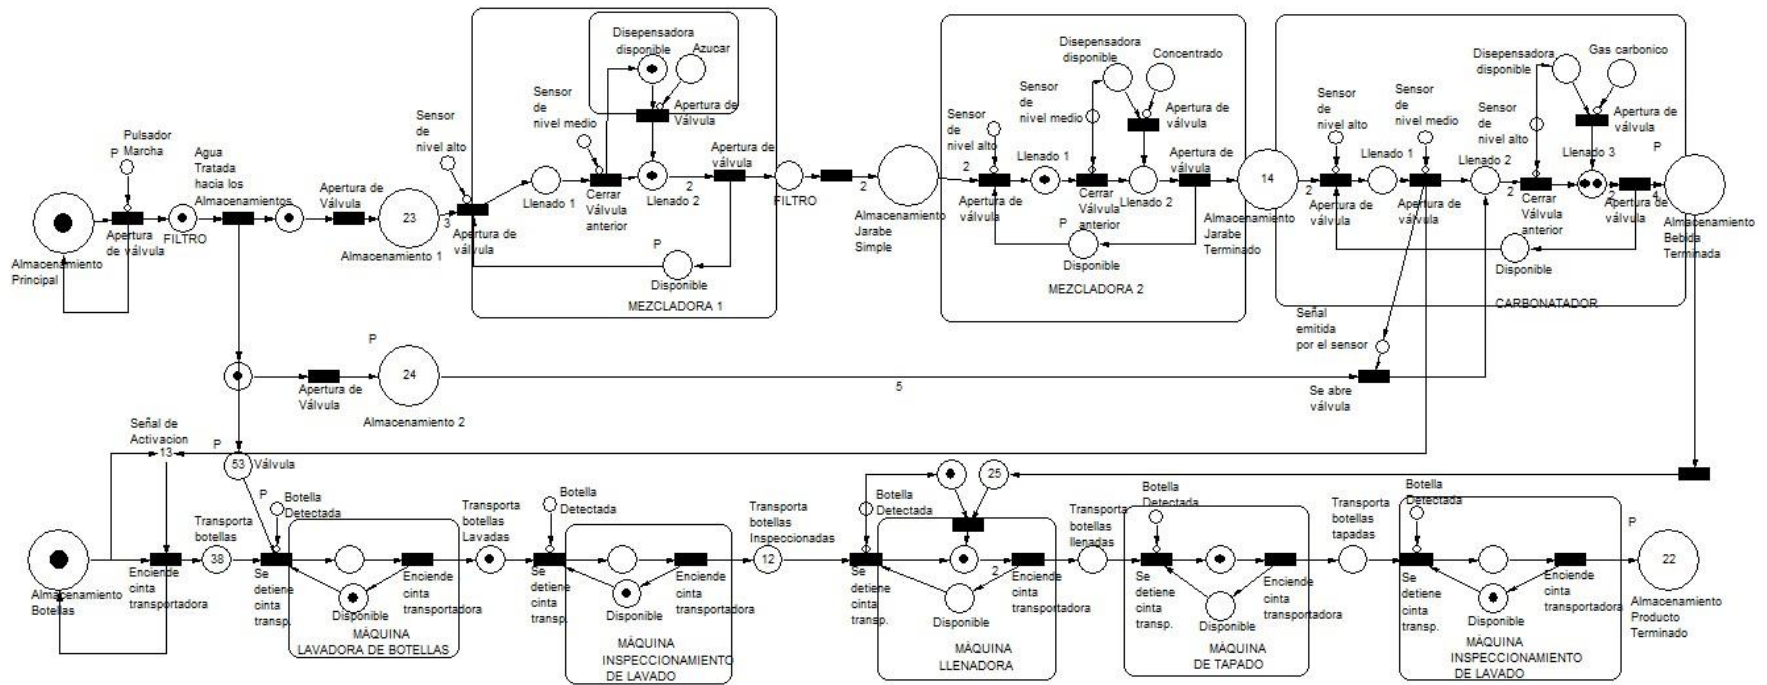 Disepensadora
disponible
Azucar
Apertura de
Válvula
Sensor
de
nivel medio
Sensor
de
nivel alto
Pulsador
Marcha
P
Agua
Tratada
hacia los
Almacenamientos
Apertura de
Válvula
Almacenamiento
Principal
Apertura
de válvula
FILTRO
23
Almacenamiento 1
3
Apertura de
válvula
Llenado 1
Cerrar
Válvula
anterior
Llenado 2
2
Apertura de
válvula
P
Disponible
MEZCLADORA 1
FILTRO
2
Almacenamiento
Jarabe
Simple
Disepensadora
disponible
Concentrado
Apertura de
válvula
Sensor
de
nivel medio
Sensor
de
nivel alto
2
Apertura de
válvula
Llenado 1
Cerrar
Válvula
anterior
Llenado 2
Apertura de
válvula
P
Disponible
MEZCLADORA 2
14
Almacenamiento
Jarabe
Terminado
Disepensadora
disponible
Gas carbonico
Apertura de
válvula
Sensor
de
nivel alto
Sensor
de
nivel medio
Sensor
de
nivel alto
2
Apertura de
válvula
Llenado 1
Apertura de
válvula
Llenado 2
2
Cerrar
Válvula
anterior
Llenado 3
2
2
Apertura de
válvula
4
P
Almacenamiento
Bebida
Terminada
Disponible
CARBONATADOR
Señal
emitida
por el sensor
Se abre
válvula
P
24
Apertura de
Válvula
Almacenamiento 2
5
Señal de
Activacion
13
P
53
Válvula
Almacenamiento
Botellas
Enciende
cinta
transportadora
Transporta
botellas
38
P
Botella
Detectada
Se
detiene
cinta
transp.
Disponible
Enciende
cinta
transportadora
MÁQUINA
LAVADORA DE BOTELLAS
Transporta
botellas
Lavadas
Botella
Detectada
Se
detiene
cinta
transp.
Disponible
Enciende
cinta
transportadora
MÁQUINA
INSPECCIONAMIENTO
DE LAVADO
Transporta
botellas
Inspeccionadas
12
Botella
Detectada
25
Se
detiene
cinta
transp.
2
Disponible
Enciende
cinta
transportadora
MÁQUINA
LLENADORA
Transporta
botellas
llenadas
Botella
Detectada
Se
detiene
cinta
transp.
Disponible
Enciende
cinta
transportadora
MÁQUINA
DE TAPADO
Transporta
botellas
tapadas
Botella
Detectada
Se
detiene
cinta
transp.
Disponible
Enciende
cinta
transportadora
MÁQUINA
INSPECCIONAMIENTO
DE LAVADO
P
22
Almacenamiento
Producto
Terminado